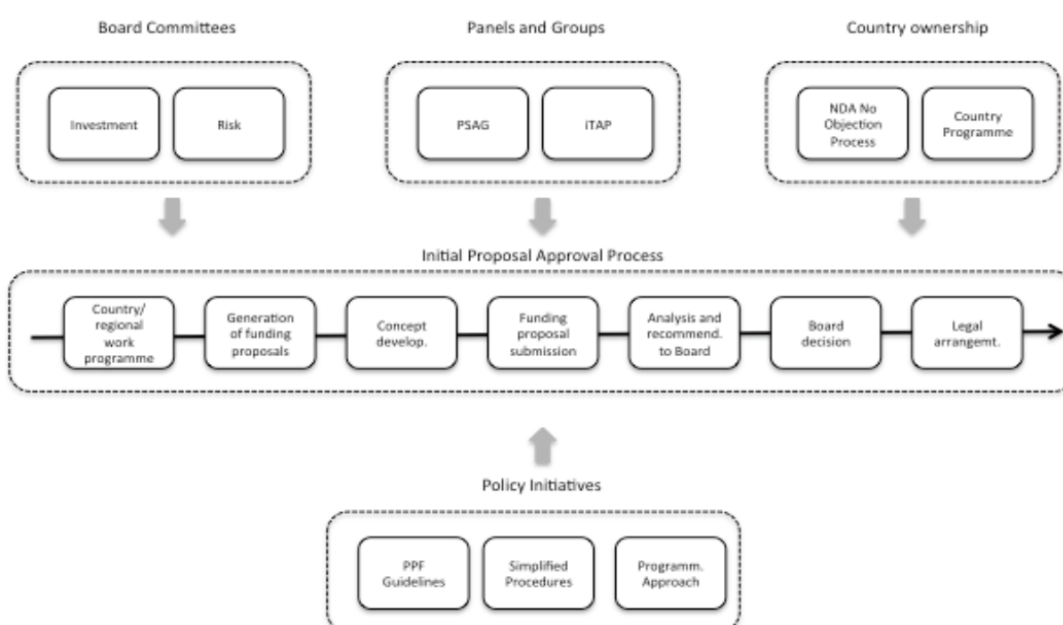 Board Committees
Investment
Risk
Panels and Groups
PSAG
iTAP
Country ownership
NDA No
Objection
Process
Country
Programme
Initial Proposal Approval Process
Country/
regional
work
programme
Generation
of funding
proposals
Concept
develop.
Funding
proposal
submission
Analysis and
recommend.
to Board
Board
decision
Legal
arrangemt.
Policy Initiatives
PPF
Guidelines
Simplified
Procedures
Programm.
Approach